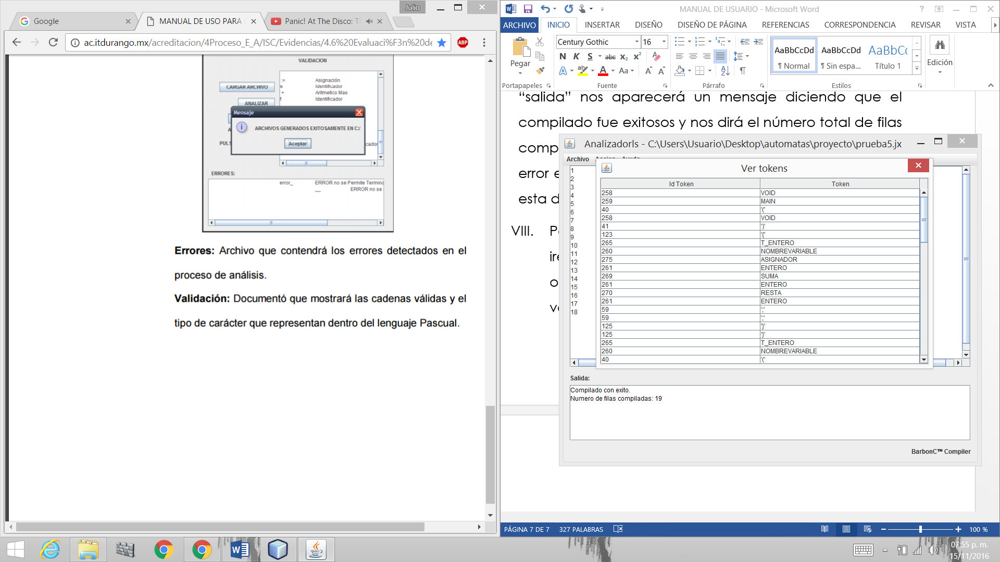 Julio
Google
MANUAL DE USO PARA
Panic! At The Disco: T
ac.itdurango.mx/acreditacion/4Proceso_E_A/ISC/Evidencias/4.6%20Evaluaci%F3n%20de
ABP
VALIDACION
CARGAR ARCHIVO
ANALIZAR
:= Asignación
e Identificador
+ Aritmetico Mas
f Identificador
Mensaje
ARCHIVOS GENERADOS EXITOSAMENTE EN C:/
Aceptar
PULS
cador
ERRORES:
error_ ERROR no se Permite Termina
__ ERROR no se
Errores: Archivo que contendrá los errores detectados en el
proceso de análisis.
Validación: Documentó que mostrará las cadenas válidas y el
tipo de carácter que representan dentro del lenguaje Pascual.
MANUAL DE USUARIO - Microsoft Word
ARCHIVO INICIO INSERTAR DISEÑO DISEÑO DE PÁGINA REFERENCIAS CORRESPONDENCIA REVISAR VISTA
Pegar
Century Gothic 16
N K S abc x₂ x²
A ab A Aa A A
AaBbCcDd AaBbCcDd AaBbCc
¶ Normal ¶ Sin espa... Título 1
Edición
Portapapeles Fuente Párrafo Estilos
“salida” nos aparecerá un mensaje diciendo que el
compilado fue exitosos y nos dirá el número total de filas
comp
error e
esta d
VIII. P
ire
o
ve
Analizadorls - C:\Users\Usuario\Desktop\automatas\proyecto\prueba5.jx
Archivo Accion Ayuda
1
2
3
4
5
6
7
8
9
10
11
12
13
14
15
16
17
18
Ver tokens
Id Token Token
258 VOID
259 MAIN
40 '('
258 VOID
41 ')'
123 '{'
265 T_ENTERO
260 NOMBREVARIABLE
275 ASIGNADOR
261 ENTERO
269 SUMA
261 ENTERO
270 RESTA
261 ENTERO
59 ';'
59 ';'
125 '}'
125 '}'
265 T_ENTERO
260 NOMBREVARIABLE
40 '('
Salida:
Compilado con exito.
Numero de filas compiladas: 19
BarbonC™ Compiler
PÁGINA 7 DE 7 327 PALABRAS
100 %
07:55 p. m.
15/11/2016